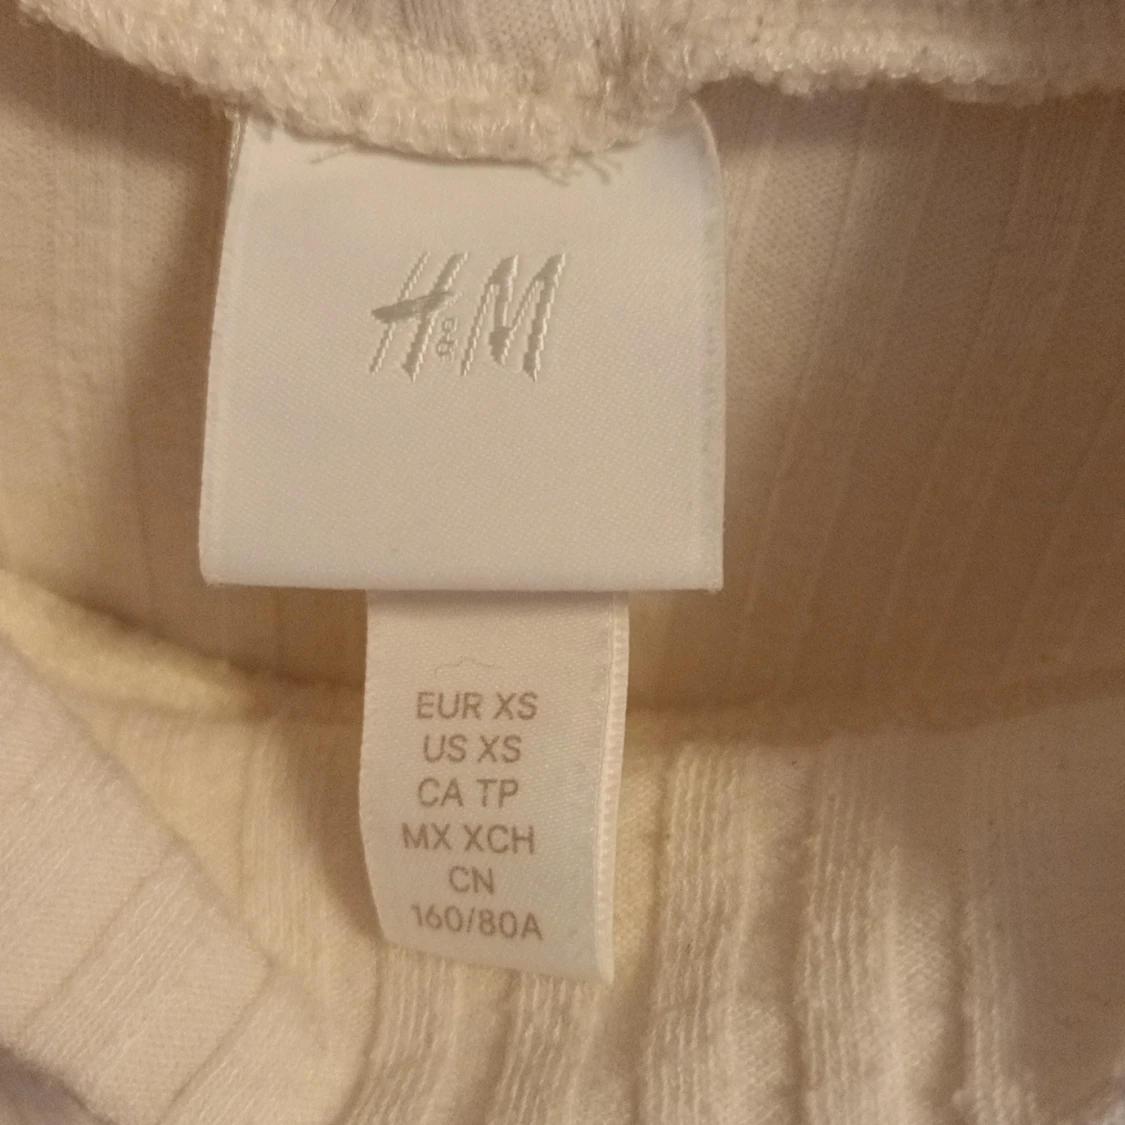 H&M
EUR XS
US XS
CA TP
MX XCH
CN
160/80A